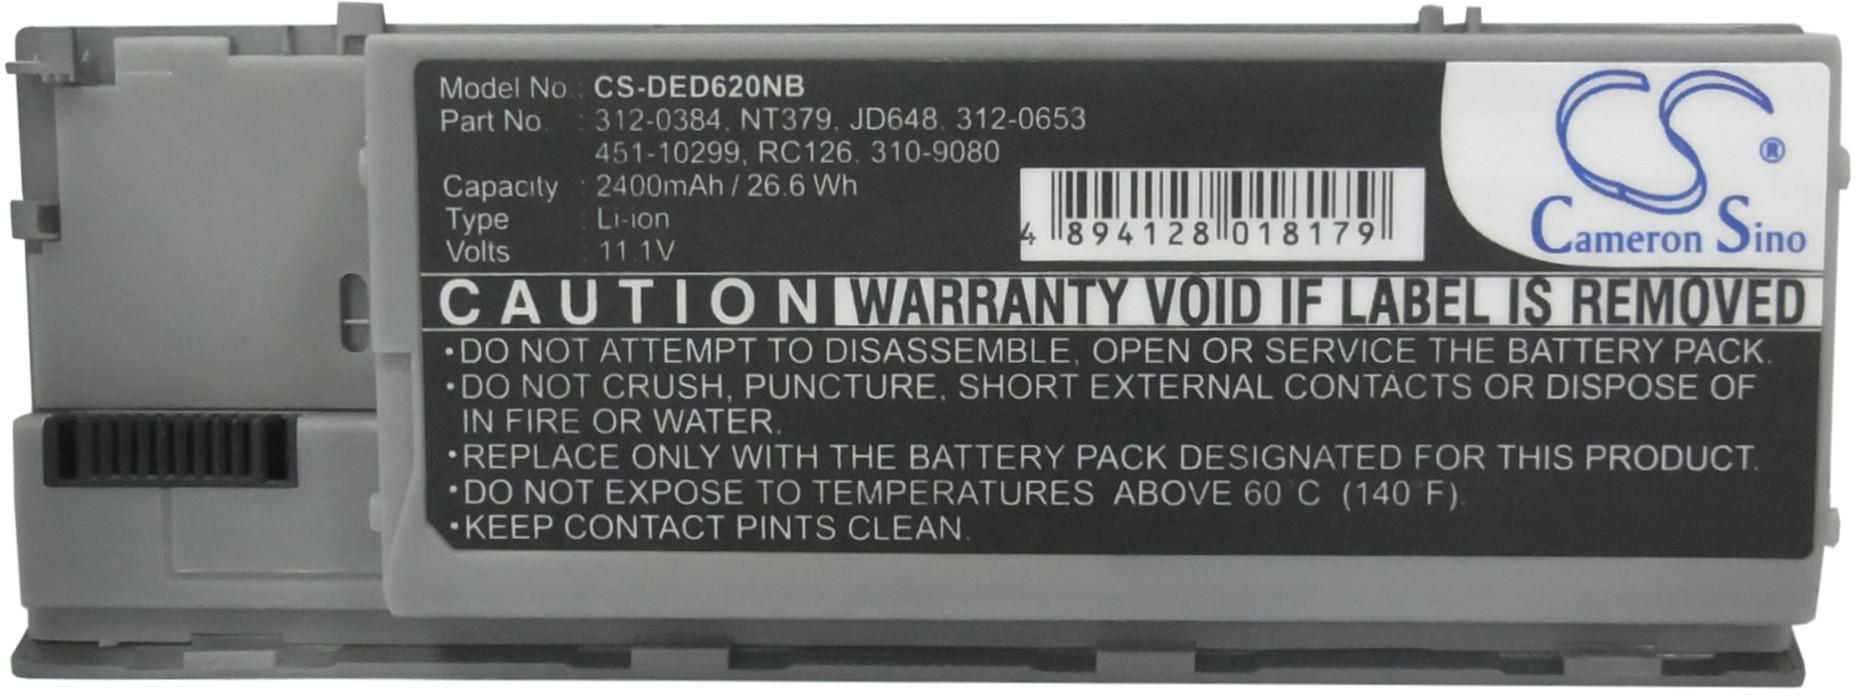 Model No. : CS-DED620NB
Part No. : 312-0384, NT379, JD648, 312-0653
451-10299, RC126, 310-9080
Capacity : 2400mAh / 26.6 Wh
Type : Li-ion
Volts : 11.1V
4 894128 018179
CS ®
Cameron Sino
CAUTION WARRANTY VOID IF LABEL IS REMOVED
•DO NOT ATTEMPT TO DISASSEMBLE, OPEN OR SERVICE THE BATTERY PACK.
•DO NOT CRUSH, PUNCTURE, SHORT EXTERNAL CONTACTS OR DISPOSE OF
IN FIRE OR WATER.
•REPLACE ONLY WITH THE BATTERY PACK DESIGNATED FOR THIS PRODUCT.
•DO NOT EXPOSE TO TEMPERATURES ABOVE 60°C (140°F).
•KEEP CONTACT PINTS CLEAN.